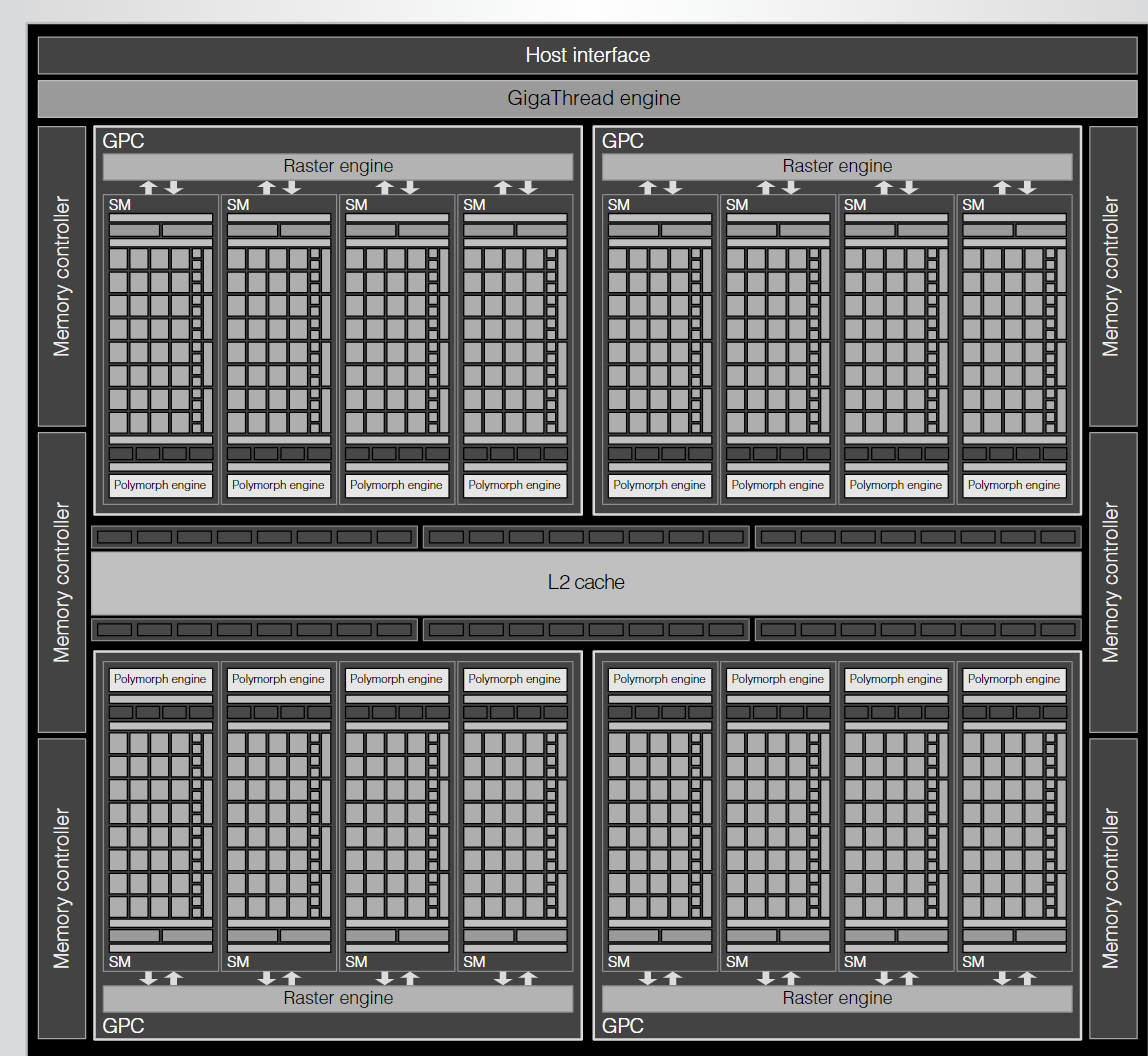 Host interface
GigaThread engine
GPC
GPC
Raster engine
Raster engine
Memory controller
Memory controller
SM
SM
SM
SM
SM
SM
SM
SM
Polymorph engine
Polymorph engine
Polymorph engine
Polymorph engine
Polymorph engine
Polymorph engine
Polymorph engine
Polymorph engine
Memory controller
Memory controller
L2 cache
Polymorph engine
Polymorph engine
Polymorph engine
Polymorph engine
Polymorph engine
Polymorph engine
Polymorph engine
Polymorph engine
Memory controller
Memory controller
SM
SM
SM
SM
SM
SM
SM
SM
Raster engine
Raster engine
GPC
GPC